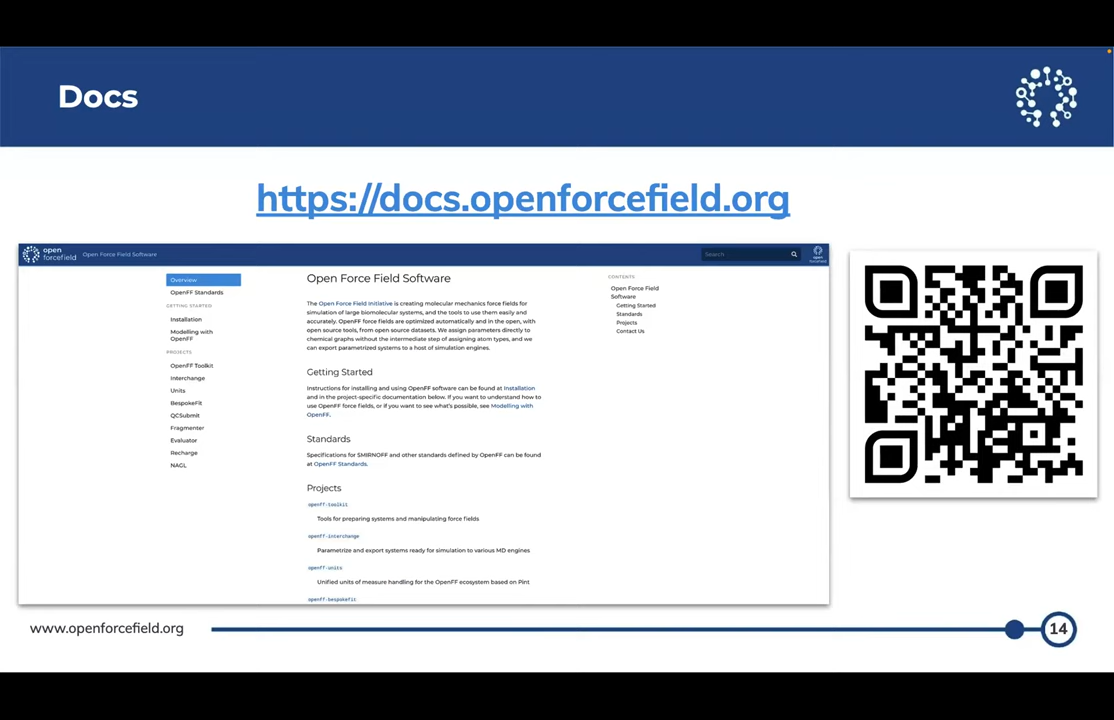 Docs
https://docs.openforcefield.org
open
forcefield
Open Force Field Software
Search
open
forcefield
Overview
OpenFF Standards
GETTING STARTED
Installation
Modelling with
OpenFF
PROJECTS
OpenFF Toolkit
Interchange
Units
BespokeFit
QCSubmit
Fragmenter
Evaluator
Recharge
NAGL
Open Force Field Software
The Open Force Field Initiative is creating molecular mechanics force fields for
simulation of large biomolecular systems, and the tools to use them easily and
accurately. OpenFF force fields are optimized automatically and in the open, with
open source tools, from open source datasets. We assign parameters directly to
chemical graphs without the intermediate step of assigning atom types, and we
can export parametrized systems to a host of simulation engines.
Getting Started
Instructions for installing and using OpenFF software can be found at Installation
and in the project-specific documentation below. If you want to understand how to
use OpenFF force fields, or if you want to see what's possible, see Modelling with
OpenFF.
Standards
Specifications for SMIRNOFF and other standards defined by OpenFF can be found
at OpenFF Standards.
Projects
openff-toolkit
Tools for preparing systems and manipulating force fields
openff-interchange
Parametrize and export systems ready for simulation to various MD engines
openff-units
Unified units of measure handling for the OpenFF ecosystem based on Pint
openff-bespokefit
CONTENTS
Open Force Field
Software
Getting Started
Standards
Projects
Contact Us
www.openforcefield.org
14